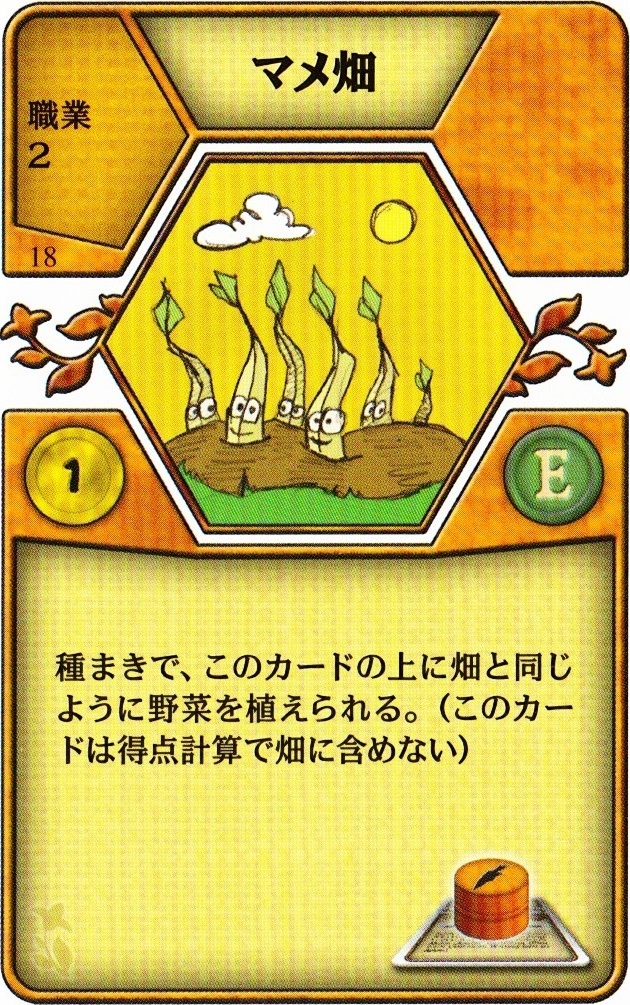 マメ畑
職業
2
18
1
E
種まきで、このカードの上に畑と同じ
ように野菜を植えられる。（このカー
ドは得点計算で畑に含めない）